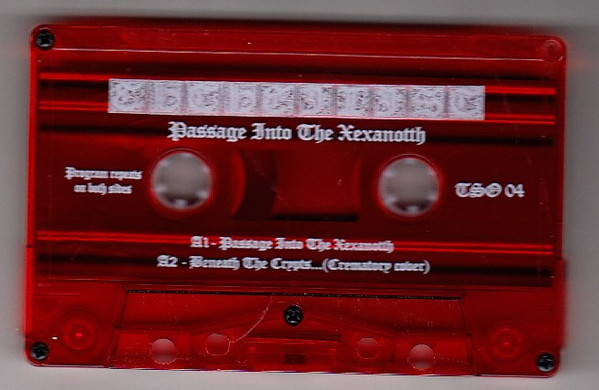 Passage Into The Xexanotth
Program repeats
on both sides
TSO 04
A1 - Passage Into The Xexanoth
A2 - Beneath The Crypts...(Crematory cover)